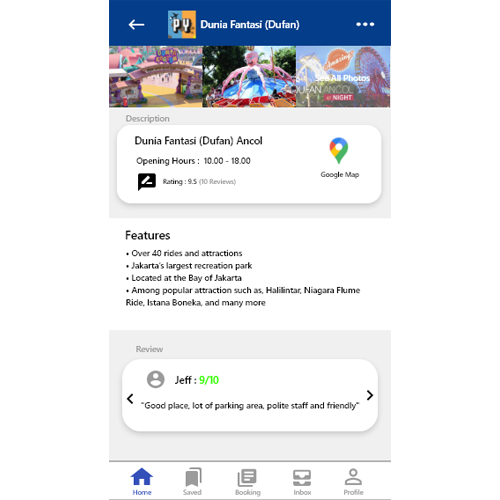 PY
Dunia Fantasi (Dufan)
Amazing
See All Photos
DUFAN ANCOL
at NIGHT
Description
Dunia Fantasi (Dufan) Ancol
Opening Hours : 10.00 - 18.00
Google Map
Rating : 9.5 (10 Reviews)
Features
• Over 40 rides and attractions
• Jakarta's largest recreation park
• Located at the Bay of Jakarta
• Among popular attraction such as, Halilintar, Niagara Flume
Ride, Istana Boneka, and many more
Review
Jeff : 9/10
"Good place, lot of parking area, polite staff and friendly"
Home Saved Booking Inbox Profile